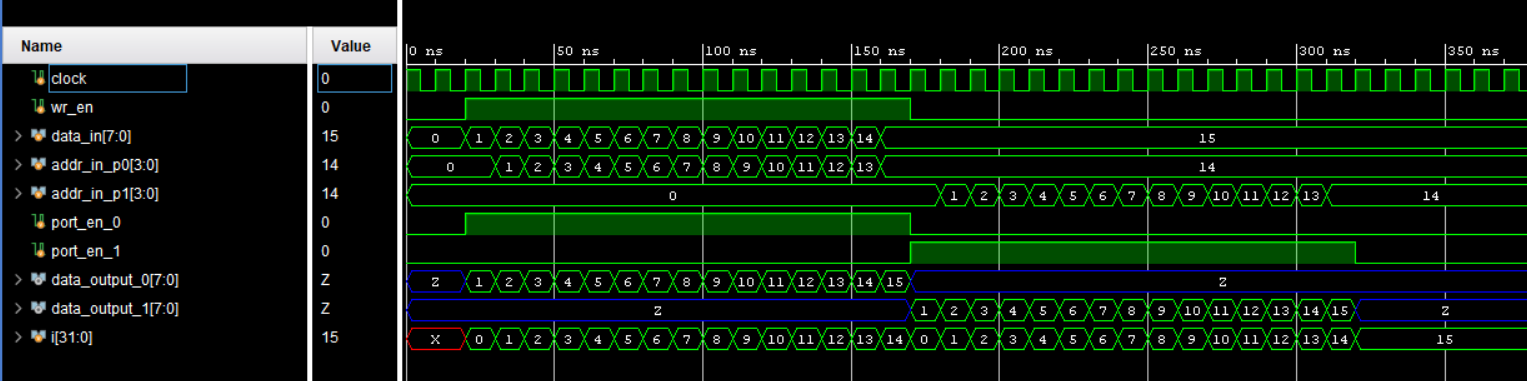 Name Value 0 ns 50 ns 100 ns 150 ns 200 ns 250 ns 300 ns 350 ns
clock 0
wr_en 0
data_in[7:0] 15 0 1 2 3 4 5 6 7 8 9 10 11 12 13 14 15
addr_in_p0[3:0] 14 0 1 2 3 4 5 6 7 8 9 10 11 12 13 14
addr_in_p1[3:0] 14 0 1 2 3 4 5 6 7 8 9 10 11 12 13 14
port_en_0 0
port_en_1 0
data_output_0[7:0] Z Z 1 2 3 4 5 6 7 8 9 10 11 12 13 14 15 Z
data_output_1[7:0] Z Z 1 2 3 4 5 6 7 8 9 10 11 12 13 14 15 Z
i[31:0] 15 X 0 1 2 3 4 5 6 7 8 9 10 11 12 13 14 0 1 2 3 4 5 6 7 8 9 10 11 12 13 14 15